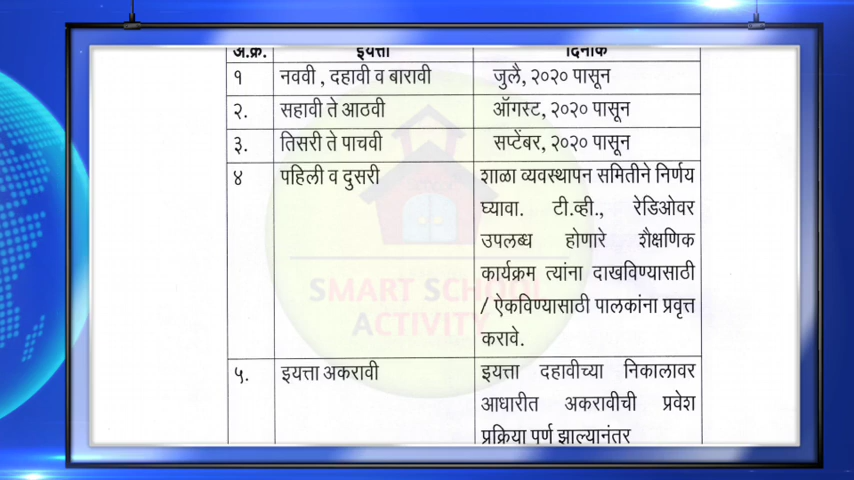 अ.क्र. इयत्ता दिनांक
१ नववी , दहावी व बारावी जुलै, २०२० पासून
२. सहावी ते आठवी ऑगस्ट, २०२० पासून
३. तिसरी ते पाचवी सप्टेंबर, २०२० पासून
४ पहिली व दुसरी शाळा व्यवस्थापन समितीने निर्णय
घ्यावा. टी.व्ही., रेडिओवर
उपलब्ध होणारे शैक्षणिक
कार्यक्रम त्यांना दाखविण्यासाठी
/ ऐकविण्यासाठी पालकांना प्रवृत्त
करावे.
SMART SCHOOL
ACTIVITY
५. इयत्ता अकरावी इयत्ता दहावीच्या निकालावर
आधारीत अकरावीची प्रवेश
प्रक्रिया पूर्ण झाल्यानंतर